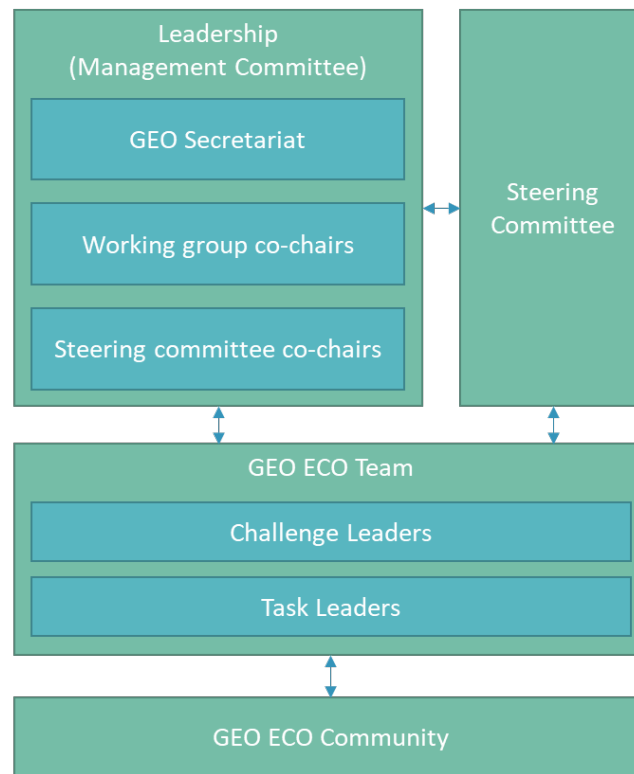 Leadership
(Management Committee)
GEO Secretariat
Working group co-chairs
Steering committee co-chairs
Steering
Committee
GEO ECO Team
Challenge Leaders
Task Leaders
GEO ECO Community